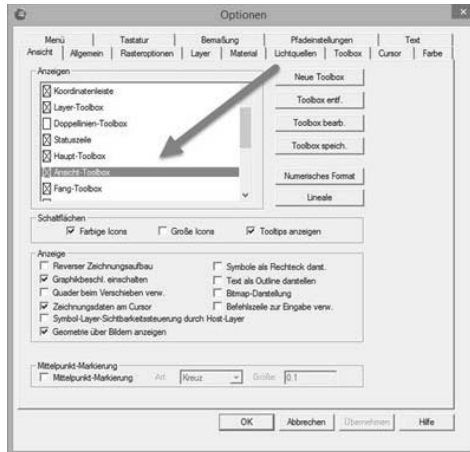 Optionen
Menü Tastatur Bemaßung Pfadeinstellungen Text
Ansicht Allgemein Rasteroptionen Layer Material Lichtquellen Toolbox Cursor Farbe
Anzeigen
Koordinatenleiste
Layer-Toolbox
Doppellinien-Toolbox
Statuszeile
Haupt-Toolbox
Ansicht-Toolbox
Fang-Toolbox
Neue Toolbox
Toolbox entf.
Toolbox bearb.
Toolbox speich.
Numerisches Format
Lineale
Schaltflächen
Farbige Icons Große Icons Tooltips anzeigen
Anzeige
Reverser Zeichnungsaufbau Symbole als Rechteck darst.
Graphikbeschl. einschalten Text als Outline darstellen
Quader beim Verschieben verw. Bitmap-Darstellung
Zeichnungsdaten am Cursor Befehlszeile zur Eingabe verw.
Symbol-Layer-Sichtbarkeitssteuerung durch Host-Layer
Geometrie über Bildern anzeigen
Mittelpunkt-Markierung
Mittelpunkt-Markierung Art: Kreuz Größe: 0.1
OK Abbrechen Übernehmen Hilfe